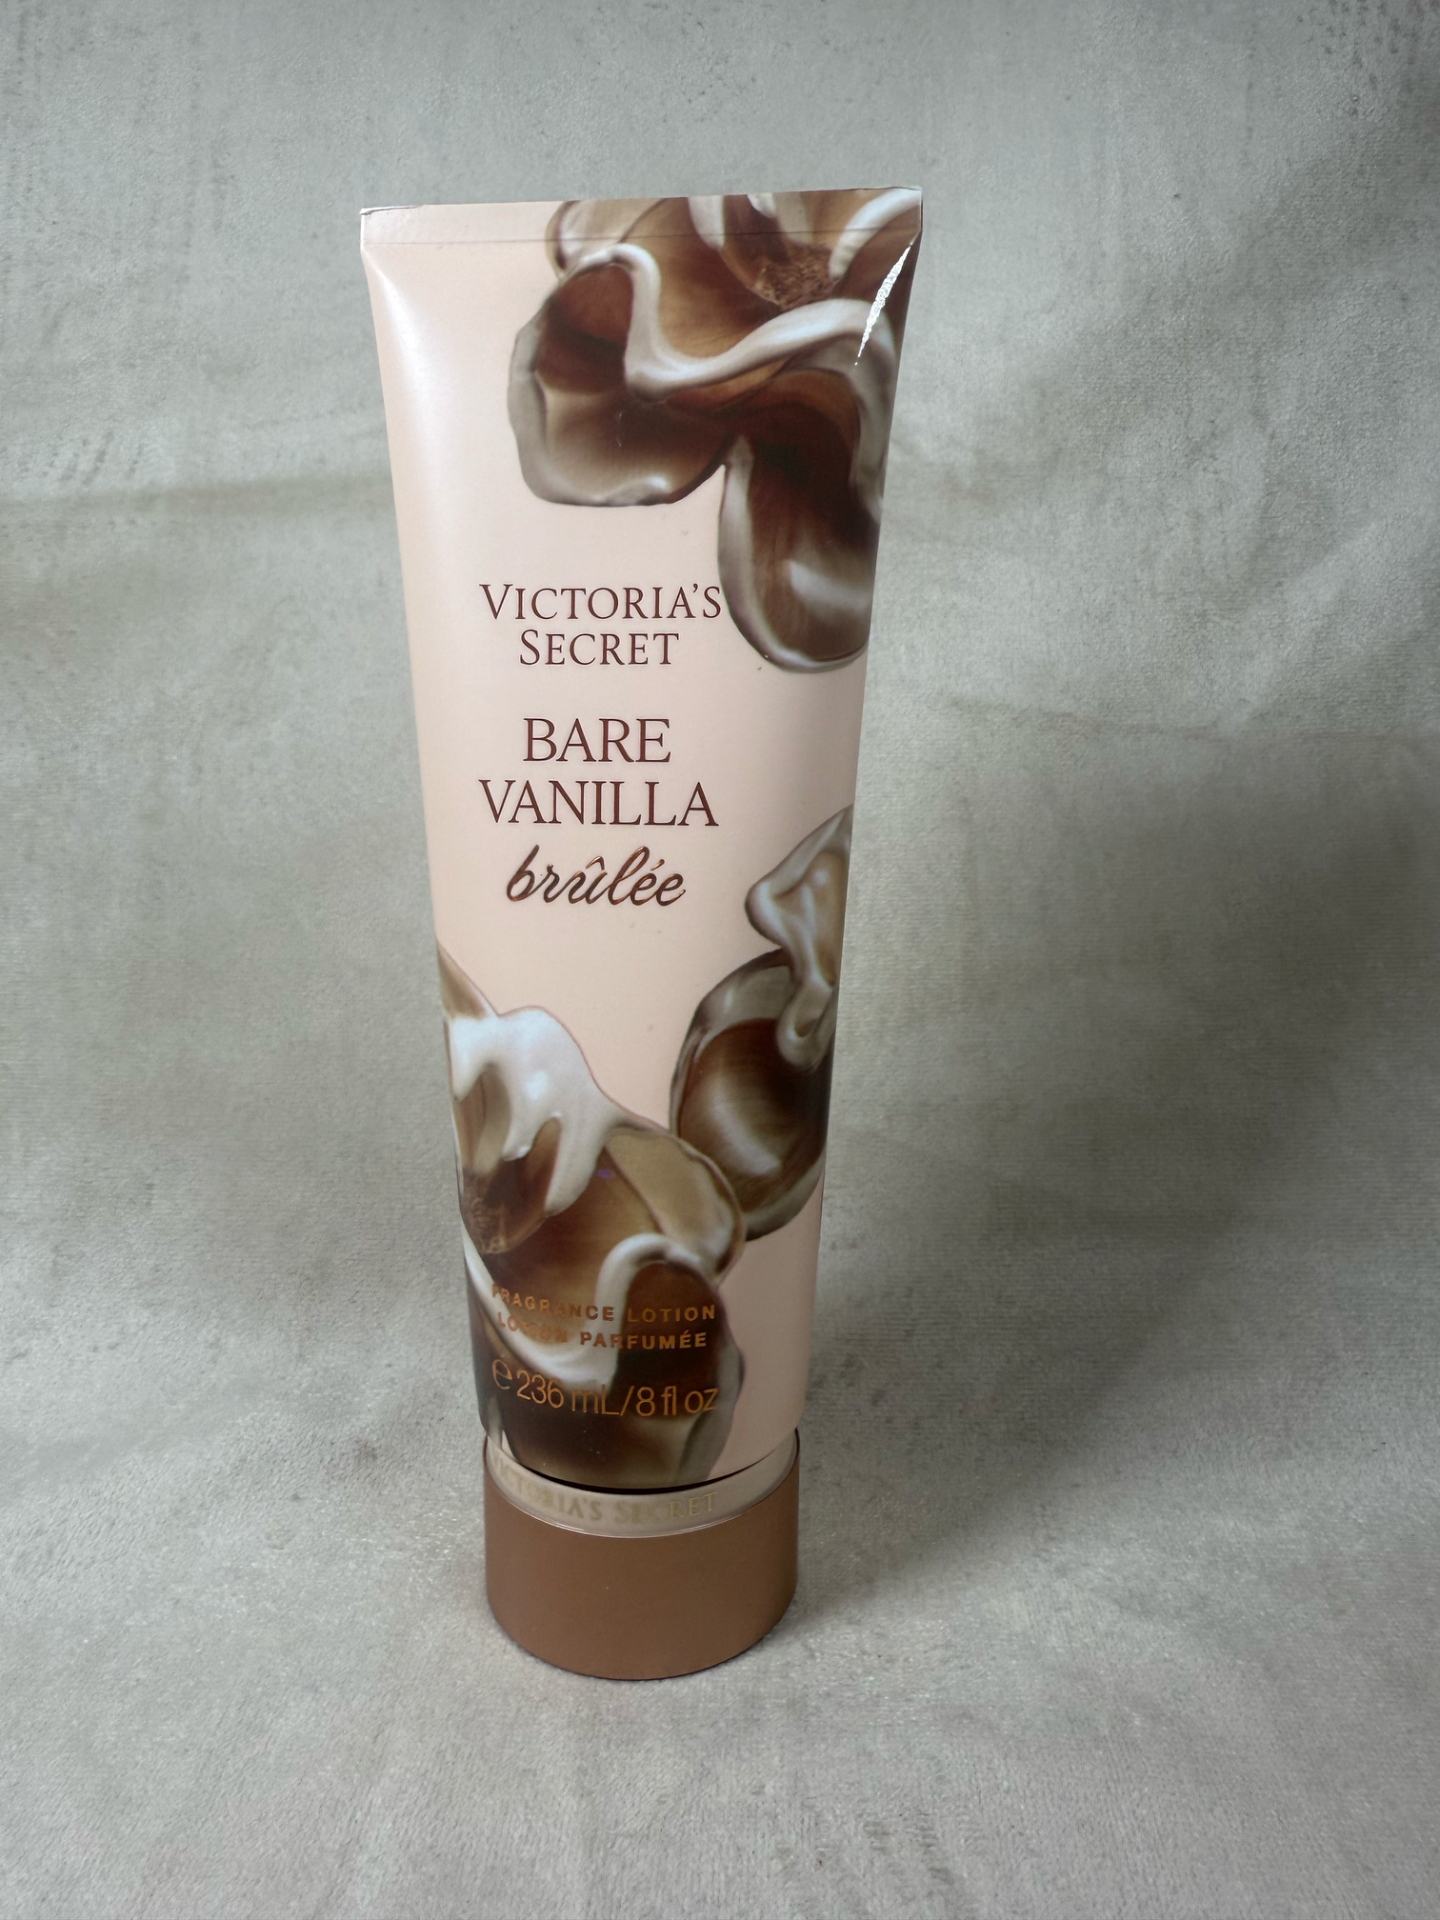 VICTORIA'S
SECRET
BARE
VANILLA
brûlée
FRAGRANCE LOTION
LOTION PARFUMÉE
℮ 236 mL/8 fl oz
VICTORIA'S SECRET